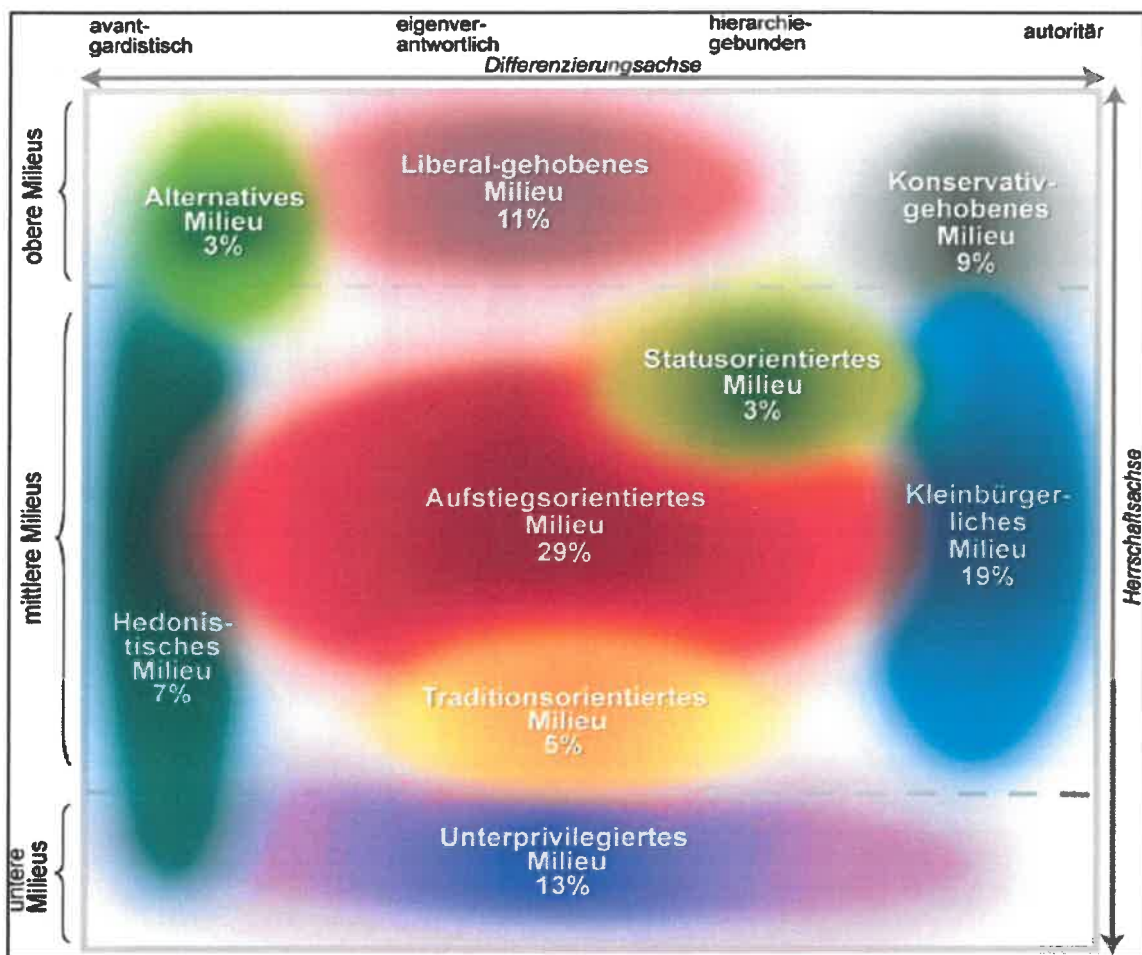 avant-
gardistisch
eigenver-
antwortlich
hierarchie-
gebunden
autoritär
Differenzierungsachse
obere Milieus
mittlere Milieus
untere
Milieus
Herrschaftsachse
Alternatives
Milieu
3%
Liberal-gehobenes
Milieu
11%
Konservativ-
gehobenes
Milieu
9%
Statusorientiertes
Milieu
3%
Aufstiegsorientiertes
Milieu
29%
Kleinbürger-
liches
Milieu
19%
Hedonis-
tisches
Milieu
7%
Traditionsorientiertes
Milieu
5%
Unterprivilegiertes
Milieu
13%